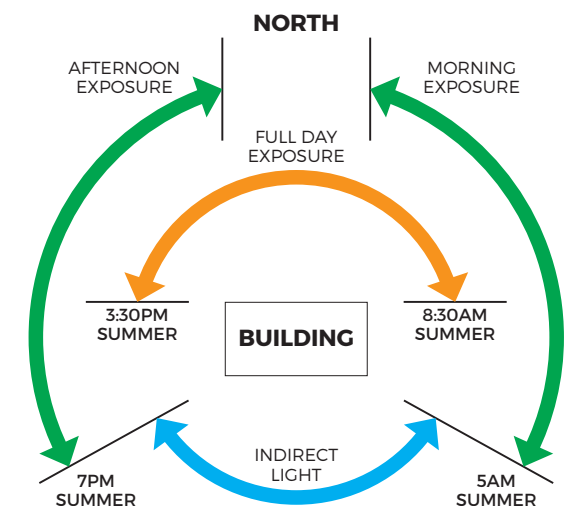 NORTH
AFTERNOON
EXPOSURE
MORNING
EXPOSURE
FULL DAY
EXPOSURE
3:30PM
SUMMER
8:30AM
SUMMER
BUILDING
INDIRECT
LIGHT
7PM
SUMMER
5AM
SUMMER